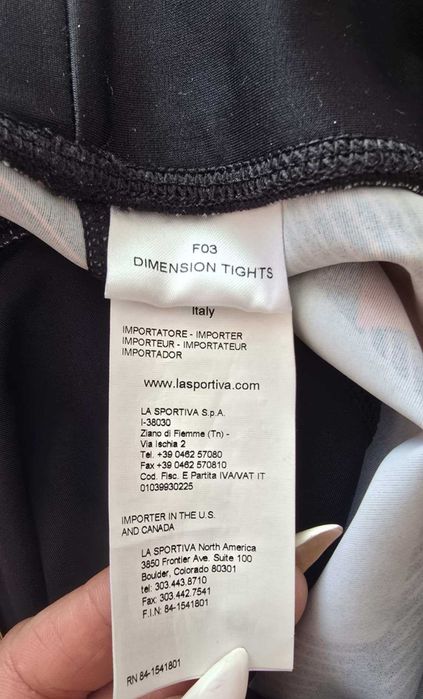 F03
DIMENSION TIGHTS
Italy
IMPORTATORE - IMPORTER
IMPORTEUR - IMPORTATEUR
IMPORTADOR
www.lasportiva.com
LA SPORTIVA S.p.A.
I-38030
Ziano di Fiemme (Tn) -
Via Ischia 2
Tel. +39 0462 57080
Fax +39 0462 570810
Cod. Fisc. E Partita IVA/VAT IT
01039930225
IMPORTER IN THE U.S.
AND CANADA
LA SPORTIVA North America
3850 Frontier Ave. Suite 100
Boulder, Colorado 80301
tel: 303.443.8710
Fax: 303.442.7541
F.I.N: 84-1541801
RN 84-1541801